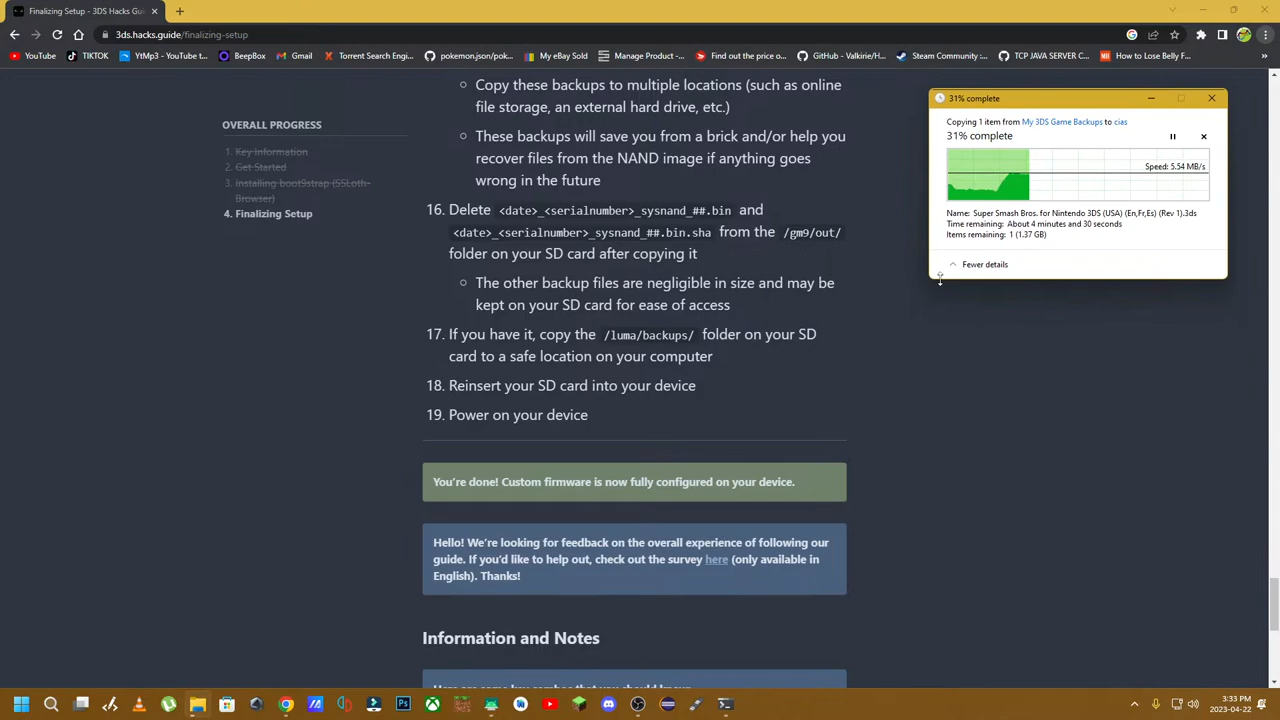 Finalizing Setup - 3DS Hacks Guide
3ds.hacks.guide/finalizing-setup
YouTube
TIKTOK
YtMp3 - YouTube to...
BeepBox
Gmail
Torrent Search Engi...
pokemon.json/pok...
My eBay Sold
Manage Product -...
Find out the price o...
GitHub - Valkirie/H...
Steam Community :...
TCP JAVA SERVER C...
How to Lose Belly F...
»
OVERALL PROGRESS
1. Key Information
2. Get Started
3. Installing boot9strap (SSLoth-
Browser)
4. Finalizing Setup
Copy these backups to multiple locations (such as online
file storage, an external hard drive, etc.)
These backups will save you from a brick and/or help you
recover files from the NAND image if anything goes
wrong in the future
16. Delete <date>_<serialnumber>_sysnand_##.bin and
<date>_<serialnumber>_sysnand_##.bin.sha from the /gm9/out/
folder on your SD card after copying it
The other backup files are negligible in size and may be
kept on your SD card for ease of access
17. If you have it, copy the /luma/backups/ folder on your SD
card to a safe location on your computer
18. Reinsert your SD card into your device
19. Power on your device
You're done! Custom firmware is now fully configured on your device.
Hello! We're looking for feedback on the overall experience of following our
guide. If you'd like to help out, check out the survey here (only available in
English). Thanks!
Information and Notes
Here are some key combos that you should know
31% complete
Copying 1 item from My 3DS Game Backups to cias
31% complete
Speed: 5.54 MB/s
Name: Super Smash Bros. for Nintendo 3DS (USA) (En,Fr,Es) (Rev 1).3ds
Time remaining: About 4 minutes and 30 seconds
Items remaining: 1 (1.37 GB)
Fewer details
3:33 PM
2023-04-22